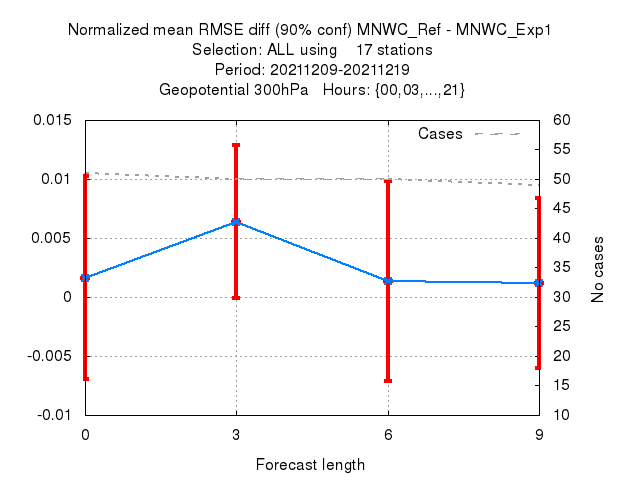 Normalized mean RMSE diff (90% conf) MNWC_Ref - MNWC_Exp1
Selection: ALL using 17 stations
Period: 20211209-20211219
Geopotential 300hPa Hours: {00,03,...,21}
Cases
0.015
0.01
0.005
0
-0.005
-0.01
60
55
50
45
40
35
30
25
20
15
10
No cases
0 3 6 9
Forecast length